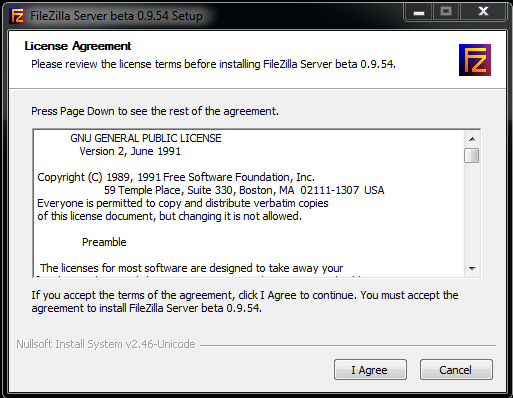 FileZilla Server beta 0.9.54 Setup
License Agreement
Please review the license terms before installing FileZilla Server beta 0.9.54.
FZ
Press Page Down to see the rest of the agreement.
GNU GENERAL PUBLIC LICENSE
Version 2, June 1991
Copyright (C) 1989, 1991 Free Software Foundation, Inc.
59 Temple Place, Suite 330, Boston, MA 02111-1307 USA
Everyone is permitted to copy and distribute verbatim copies
of this license document, but changing it is not allowed.
Preamble
The licenses for most software are designed to take away your
If you accept the terms of the agreement, click I Agree to continue. You must accept the
agreement to install FileZilla Server beta 0.9.54.
Nullsoft Install System v2.46-Unicode
I Agree
Cancel